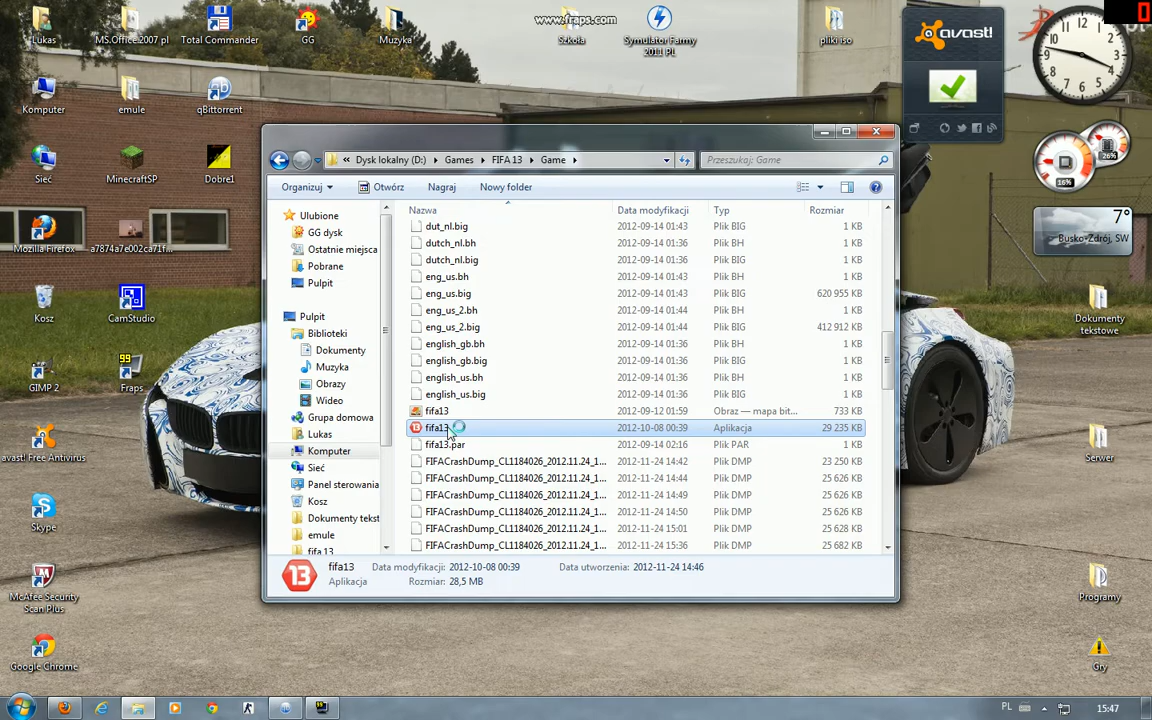 Lukas
MS.Office2007 pl
Total Commander
GG
Muzyka
www.fraps.com
Szkoła
Symulator Farmy
2011 PL
pliki iso
avast!
0
Komputer
emule
qBittorrent
Sieć
MinecraftSP
Dobre1
Mozilla Firefox
a7874a7e002ca71f...
Kosz
CamStudio
GIMP 2
99
Fraps
avast! Free Antivirus
Skype
McAfee Security
Scan Plus
Google Chrome
16%
26%
7°
Busko-Zdrój, SW
Dokumenty
tekstowe
Serwer
Programy
Gry
« Dysk lokalny (D:) ▸ Games ▸ FIFA 13 ▸ Game ▸
Przeszukaj: Game
Organizuj
Otwórz
Nagraj
Nowy folder
Ulubione
GG dysk
Ostatnie miejsca
Pobrane
Pulpit
Pulpit
Biblioteki
Dokumenty
Muzyka
Obrazy
Wideo
Grupa domowa
Lukas
Komputer
Sieć
Panel sterowania
Kosz
Dokumenty tekst
emule
fifa 13
Nazwa Data modyfikacji Typ Rozmiar
dut_nl.big 2012-09-14 01:43 Plik BIG 1 KB
dutch_nl.bh 2012-09-14 01:36 Plik BH 1 KB
dutch_nl.big 2012-09-14 01:36 Plik BIG 1 KB
eng_us.bh 2012-09-14 01:43 Plik BH 1 KB
eng_us.big 2012-09-14 01:43 Plik BIG 620 955 KB
eng_us_2.bh 2012-09-14 01:44 Plik BH 1 KB
eng_us_2.big 2012-09-14 01:44 Plik BIG 412 912 KB
english_gb.bh 2012-09-14 01:36 Plik BH 1 KB
english_gb.big 2012-09-14 01:36 Plik BIG 1 KB
english_us.bh 2012-09-14 01:36 Plik BH 1 KB
english_us.big 2012-09-14 01:36 Plik BIG 1 KB
fifa13 2012-09-12 01:59 Obraz — mapa bit... 733 KB
fifa13 2012-10-08 00:39 Aplikacja 29 235 KB
fifa13.par 2012-09-14 02:16 Plik PAR 1 KB
FIFACrashDump_CL1184026_2012.11.24_1... 2012-11-24 14:42 Plik DMP 23 250 KB
FIFACrashDump_CL1184026_2012.11.24_1... 2012-11-24 14:44 Plik DMP 25 626 KB
FIFACrashDump_CL1184026_2012.11.24_1... 2012-11-24 14:49 Plik DMP 25 626 KB
FIFACrashDump_CL1184026_2012.11.24_1... 2012-11-24 14:50 Plik DMP 25 626 KB
FIFACrashDump_CL1184026_2012.11.24_1... 2012-11-24 15:01 Plik DMP 25 628 KB
FIFACrashDump_CL1184026_2012.11.24_1... 2012-11-24 15:36 Plik DMP 25 682 KB
13
fifa13 Data modyfikacji: 2012-10-08 00:39 Data utworzenia: 2012-11-24 14:46
Aplikacja Rozmiar: 28,5 MB
PL
15:47